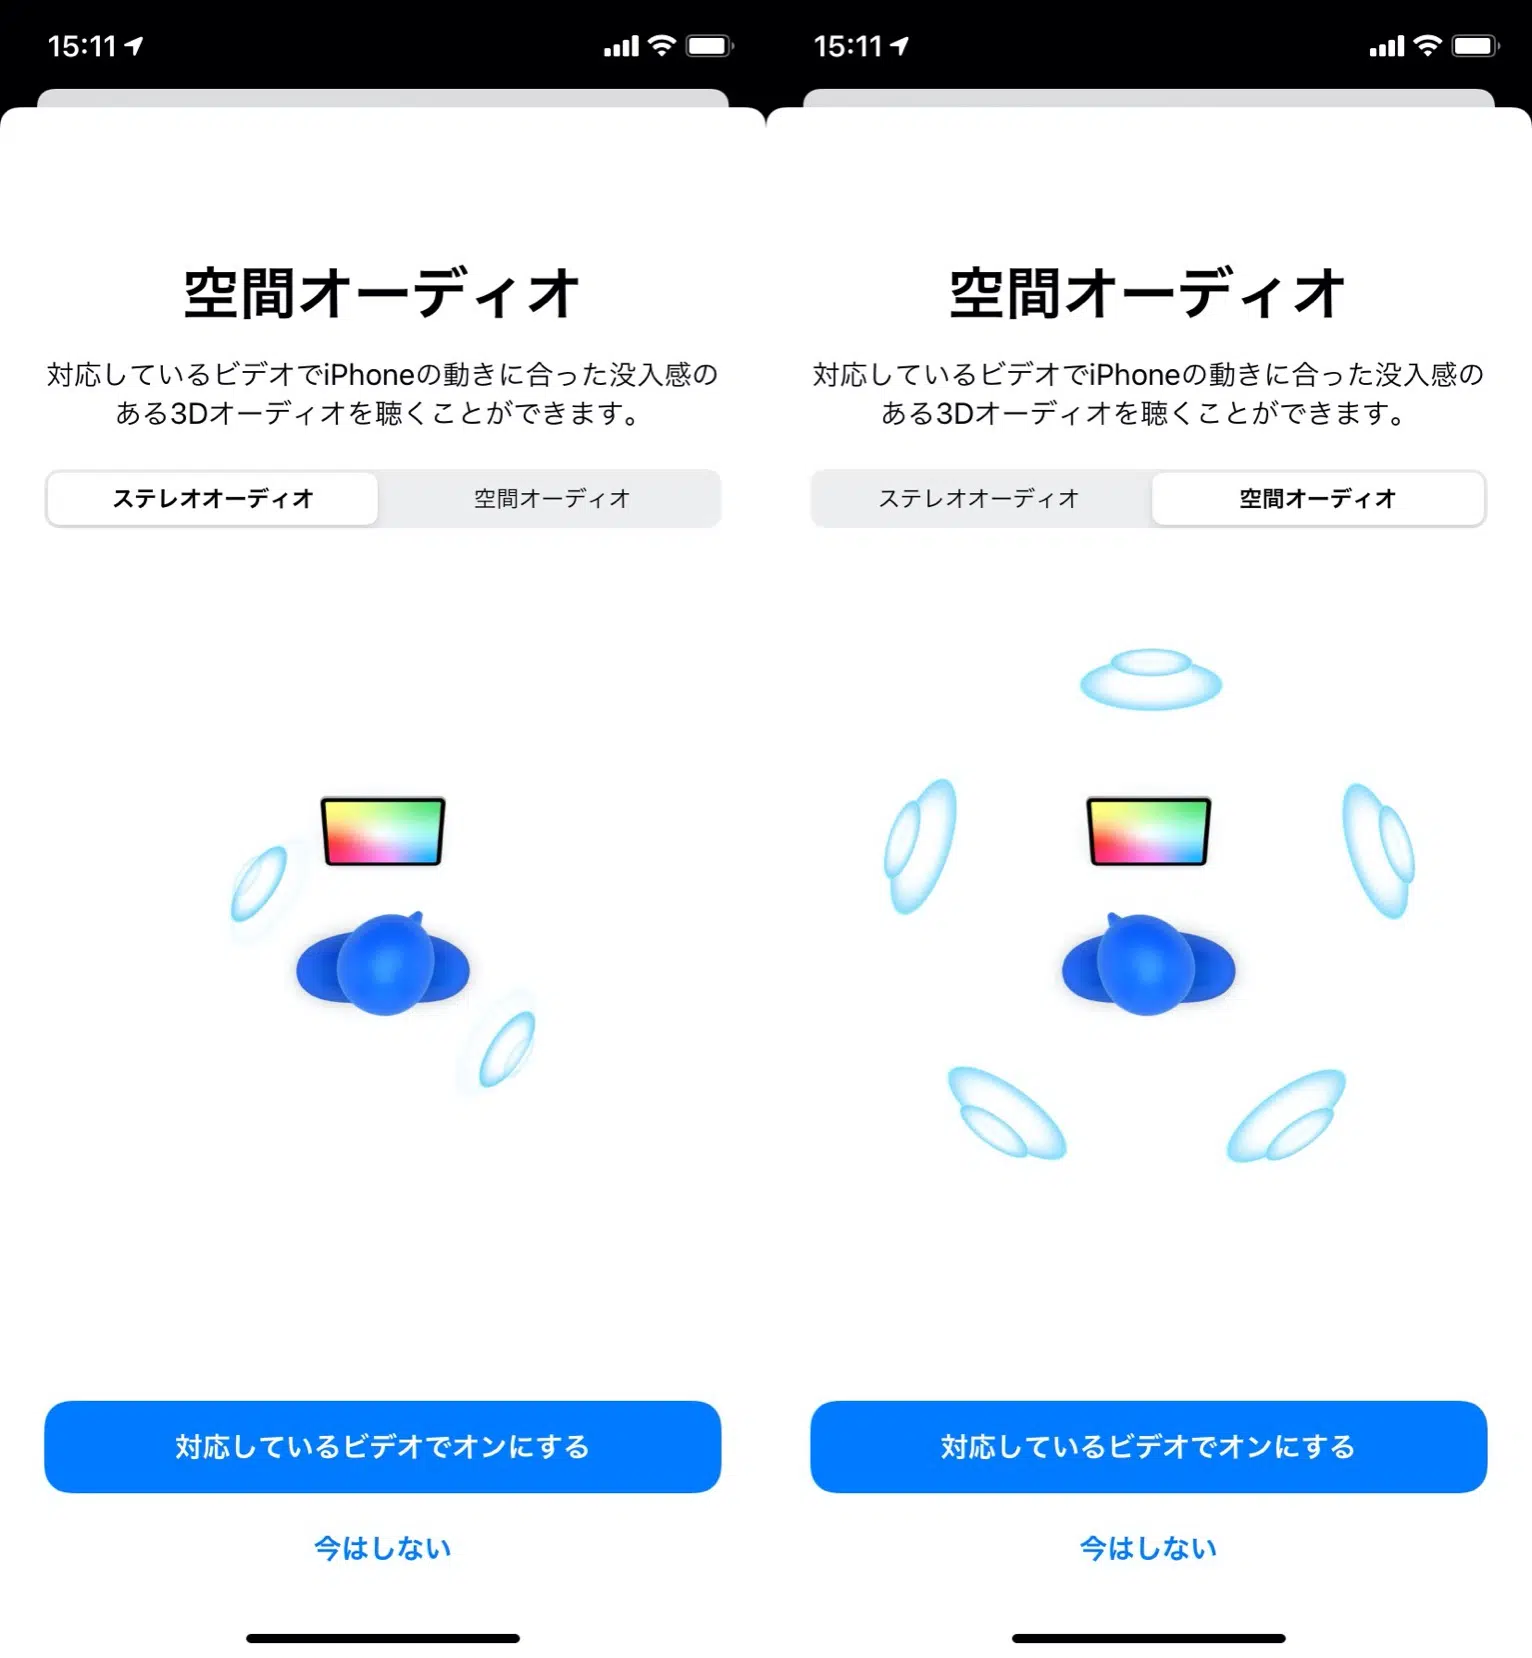 15:11
空間オーディオ
対応しているビデオでiPhoneの動きに合った没入感の
ある3Dオーディオを聴くことができます。
ステレオオーディオ 空間オーディオ
対応しているビデオでオンにする
今はしない
15:11
空間オーディオ
対応しているビデオでiPhoneの動きに合った没入感の
ある3Dオーディオを聴くことができます。
ステレオオーディオ 空間オーディオ
対応しているビデオでオンにする
今はしない